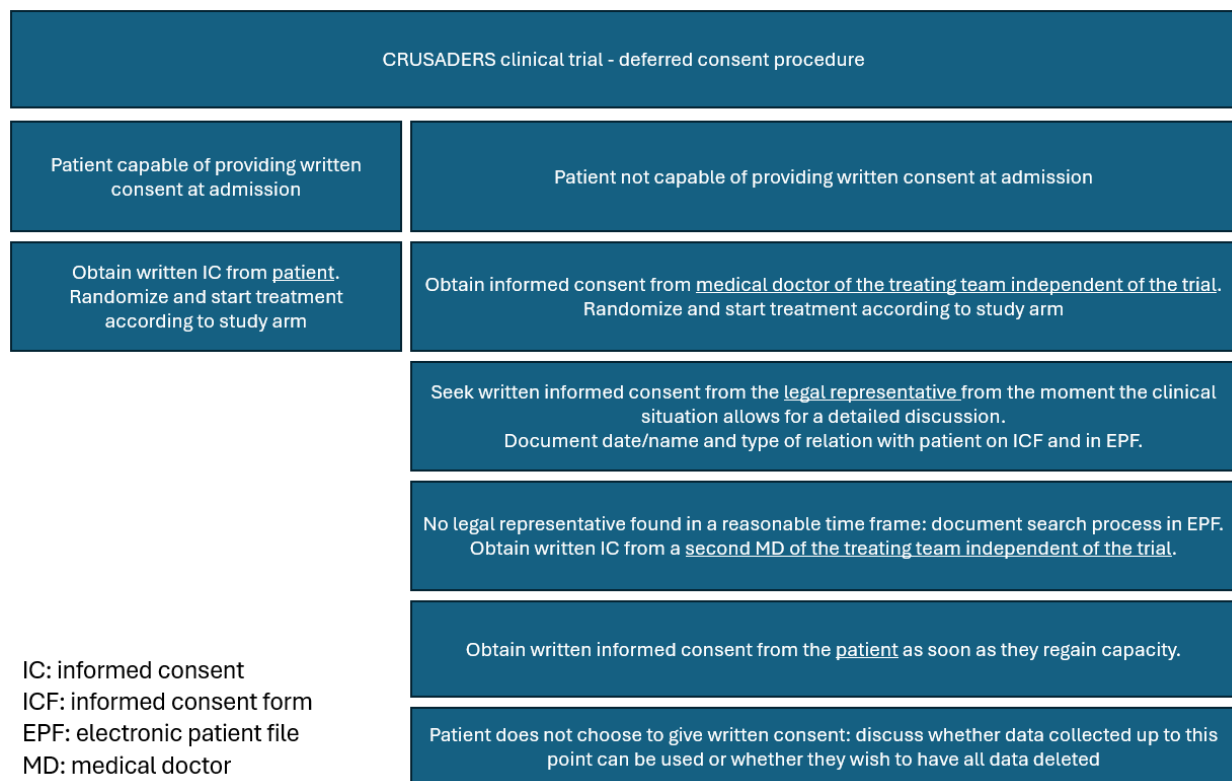 CRUSADERS clinical trial - deferred consent procedure
Patient capable of providing written
consent at admission
Patient not capable of providing written consent at admission
Obtain written IC from patient.
Randomize and start treatment
according to study arm
Obtain informed consent from medical doctor of the treating team independent of the trial.
Randomize and start treatment according to study arm
Seek written informed consent from the legal representative from the moment the clinical
situation allows for a detailed discussion.
Document date/name and type of relation with patient on ICF and in EPF.
No legal representative found in a reasonable time frame: document search process in EPF.
Obtain written IC from a second MD of the treating team independent of the trial.
Obtain written informed consent from the patient as soon as they regain capacity.
Patient does not choose to give written consent: discuss whether data collected up to this
point can be used or whether they wish to have all data deleted
IC: informed consent
ICF: informed consent form
EPF: electronic patient file
MD: medical doctor